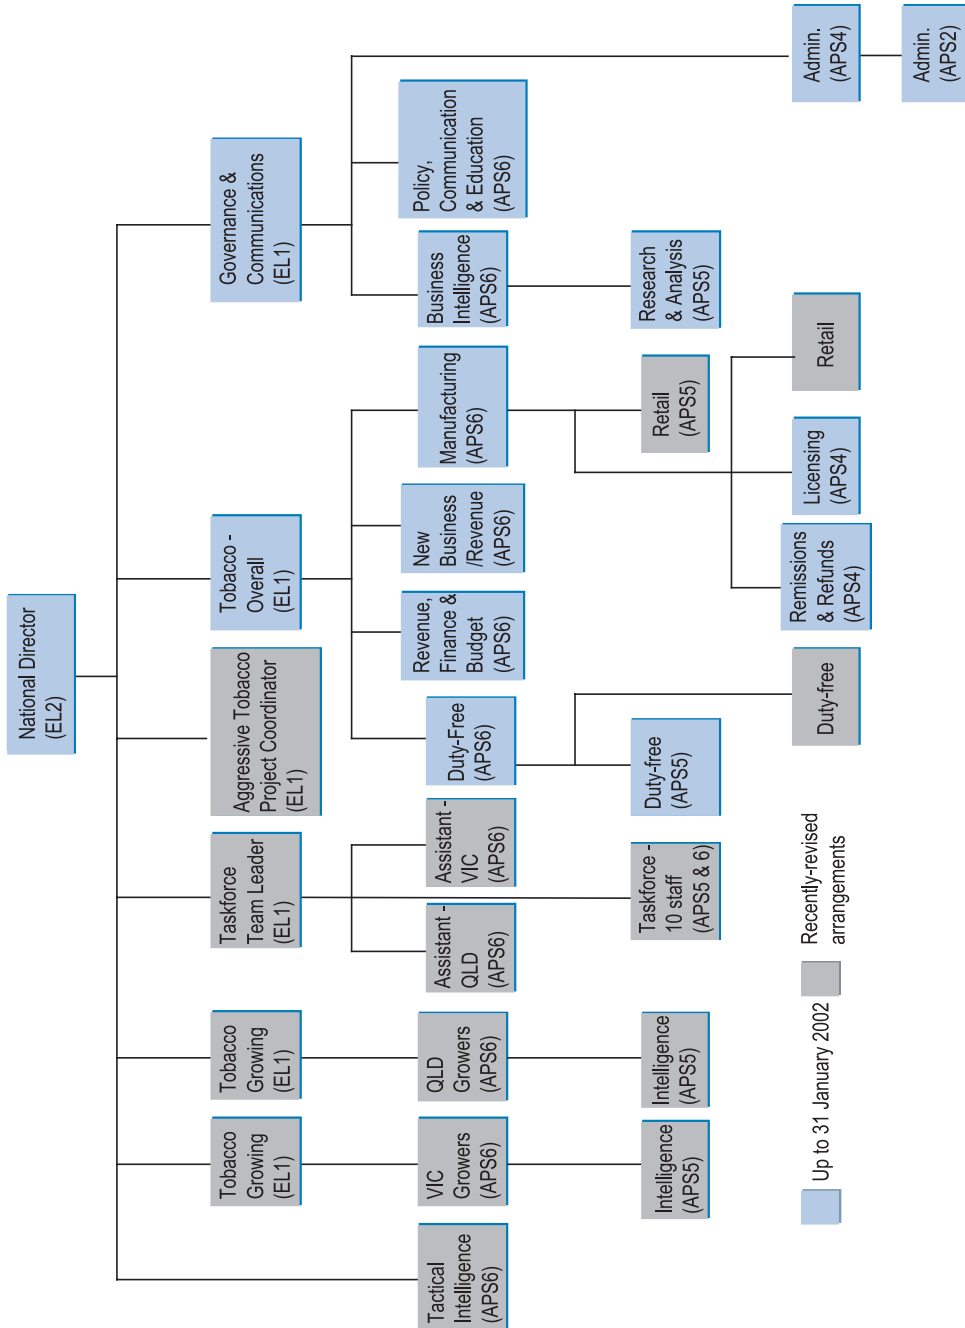 National Director
(EL2)
Tobacco
Growing
(EL1)
Tobacco
Growing
(EL1)
Taskforce
Team Leader
(EL1)
Aggressive Tobacco
Project Coordinator
(EL1)
Tobacco -
Overall
(EL1)
Governance &
Communications
(EL1)
Tactical
Intelligence
(APS6)
VIC
Growers
(APS6)
QLD
Growers
(APS6)
Assistant -
QLD
(APS6)
Assistant -
VIC
(APS6)
Duty-Free
(APS6)
Revenue,
Finance &
Budget
(APS6)
New
Business
/Revenue
(APS6)
Manufacturing
(APS6)
Business
Intelligence
(APS6)
Policy,
Communication
& Education
(APS6)
Intelligence
(APS5)
Intelligence
(APS5)
Taskforce -
10 staff
(APS5 & 6)
Duty-free
(APS5)
Retail
(APS5)
Research
& Analysis
(APS5)
Duty-free
Remissions
& Refunds
(APS4)
Licensing
(APS4)
Retail
Admin.
(APS4)
Admin.
(APS2)
Up to 31 January 2002
Recently-revised
arrangements